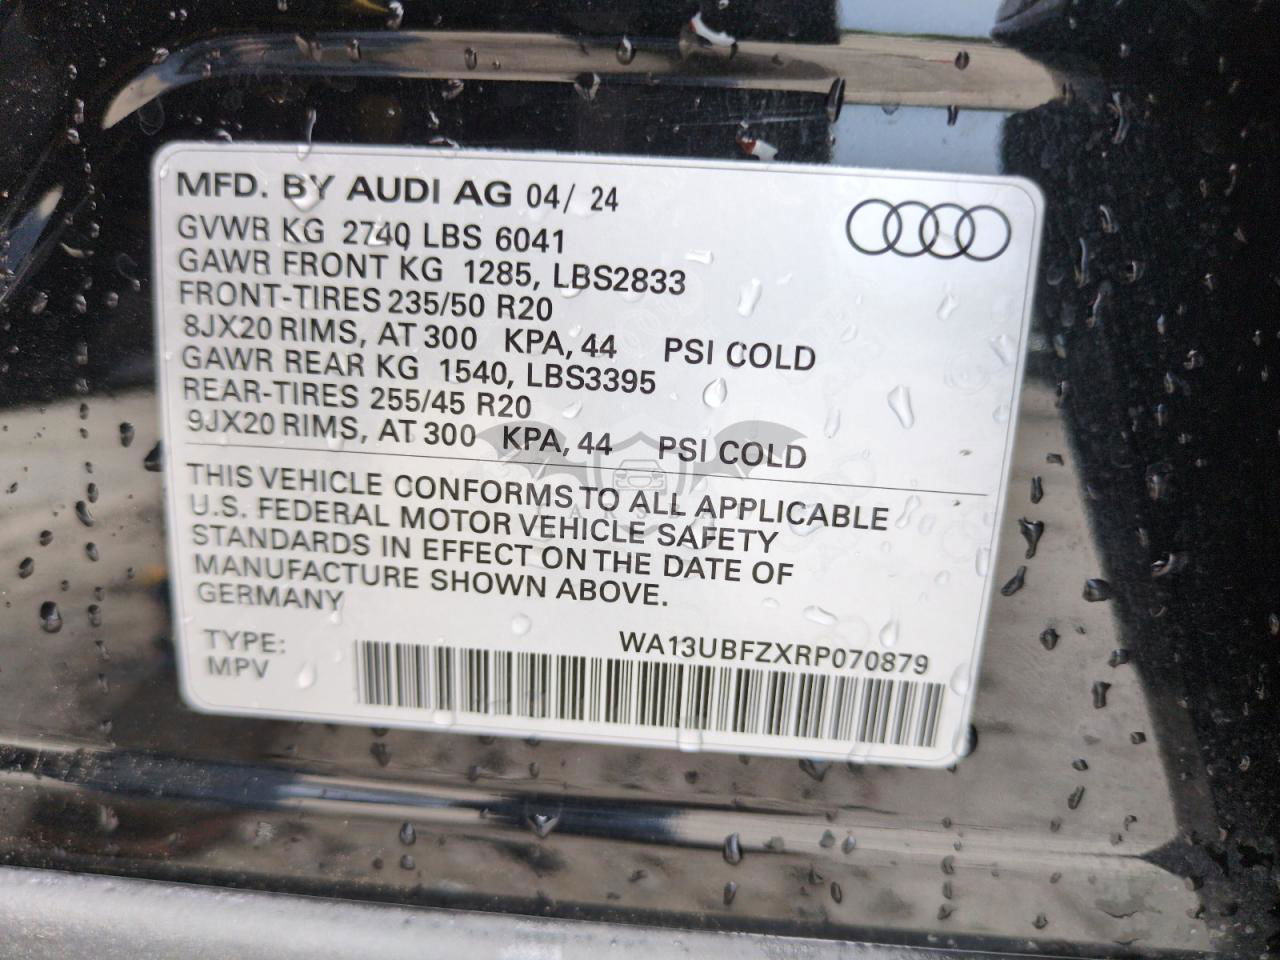 MFD. BY AUDI AG 04/ 24
GVWR KG 2740 LBS 6041
GAWR FRONT KG 1285, LBS2833
FRONT-TIRES 235/50 R20
8JX20 RIMS, AT 300 KPA, 44 PSI COLD
GAWR REAR KG 1540, LBS3395
REAR-TIRES 255/45 R20
9JX20 RIMS, AT 300 KPA, 44 PSI COLD
THIS VEHICLE CONFORMS TO ALL APPLICABLE
U.S. FEDERAL MOTOR VEHICLE SAFETY
STANDARDS IN EFFECT ON THE DATE OF
MANUFACTURE SHOWN ABOVE.
GERMANY
TYPE: WA13UBFZXRP070879
MPV